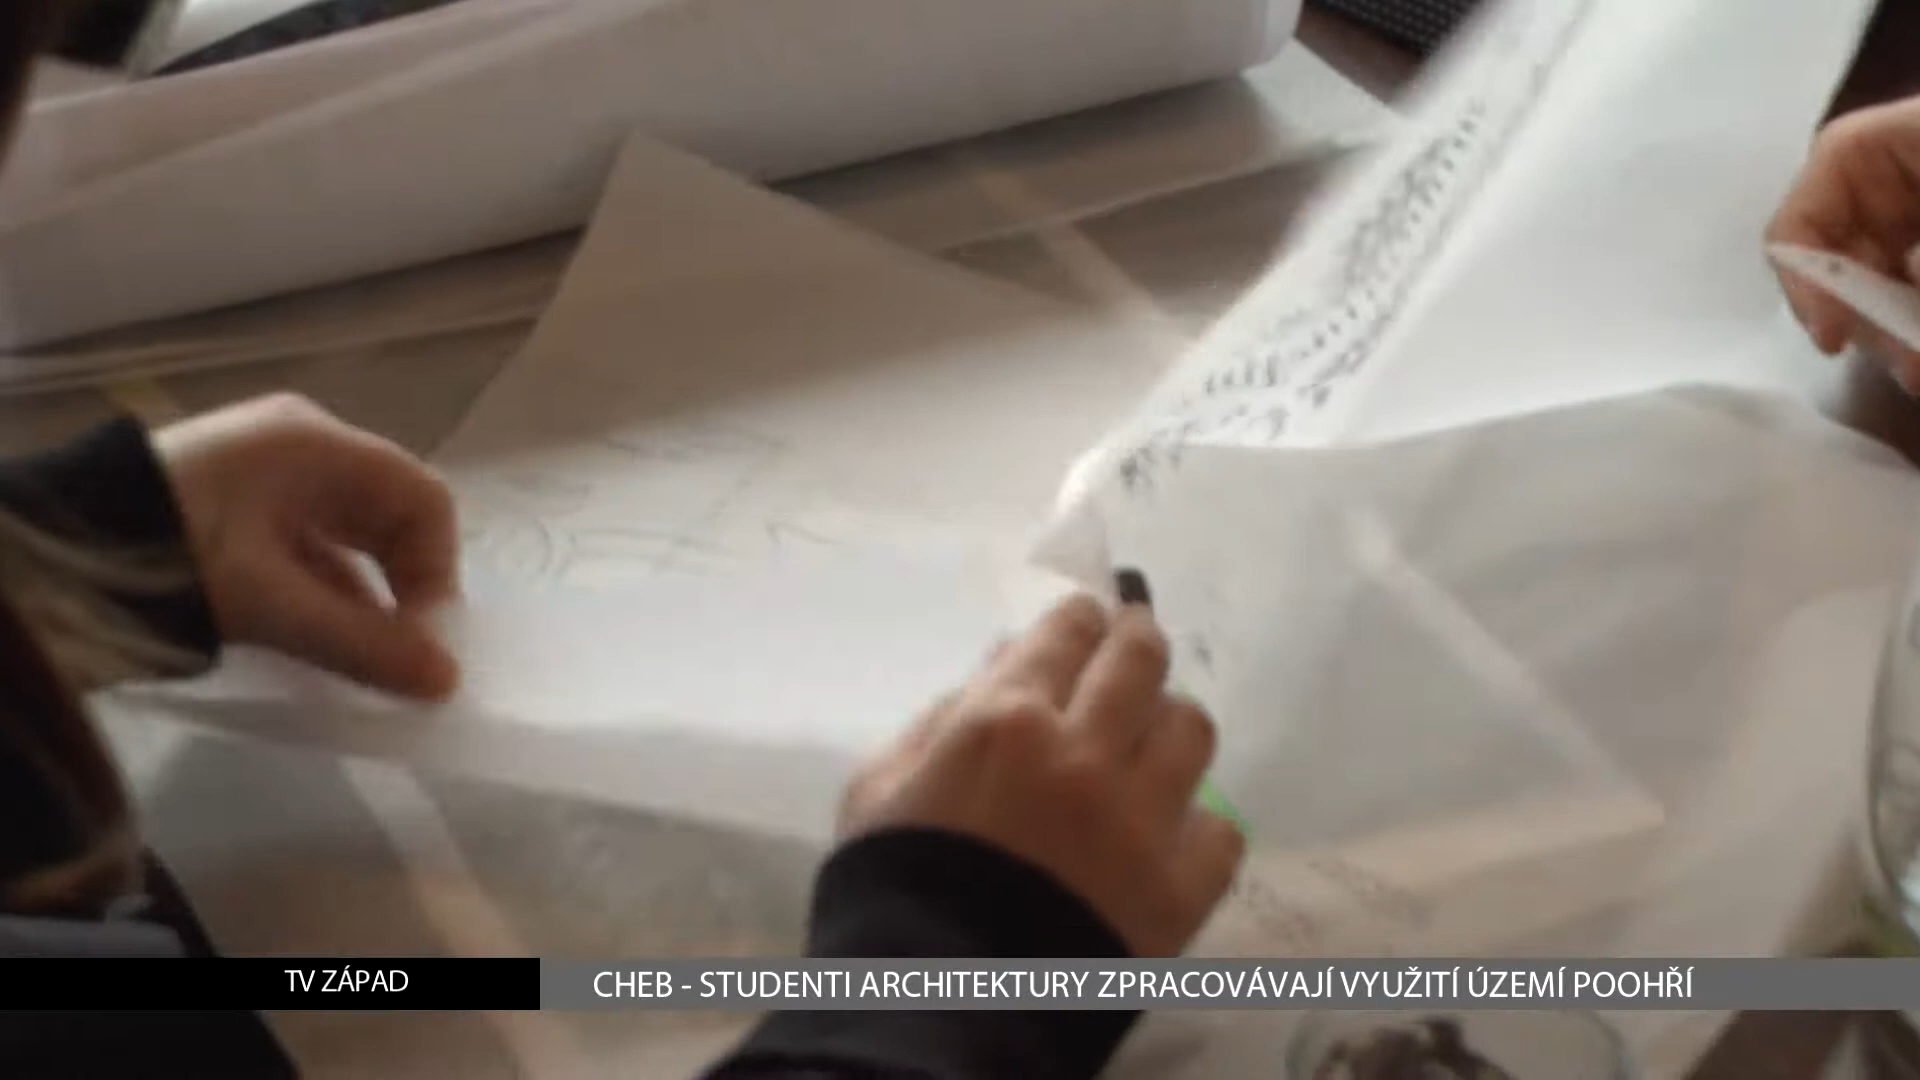 TV ZÁPAD
CHEB - STUDENTI ARCHITEKTURY ZPRACOVÁVAJÍ VYUŽITÍ ÚZEMÍ POOHŘÍ